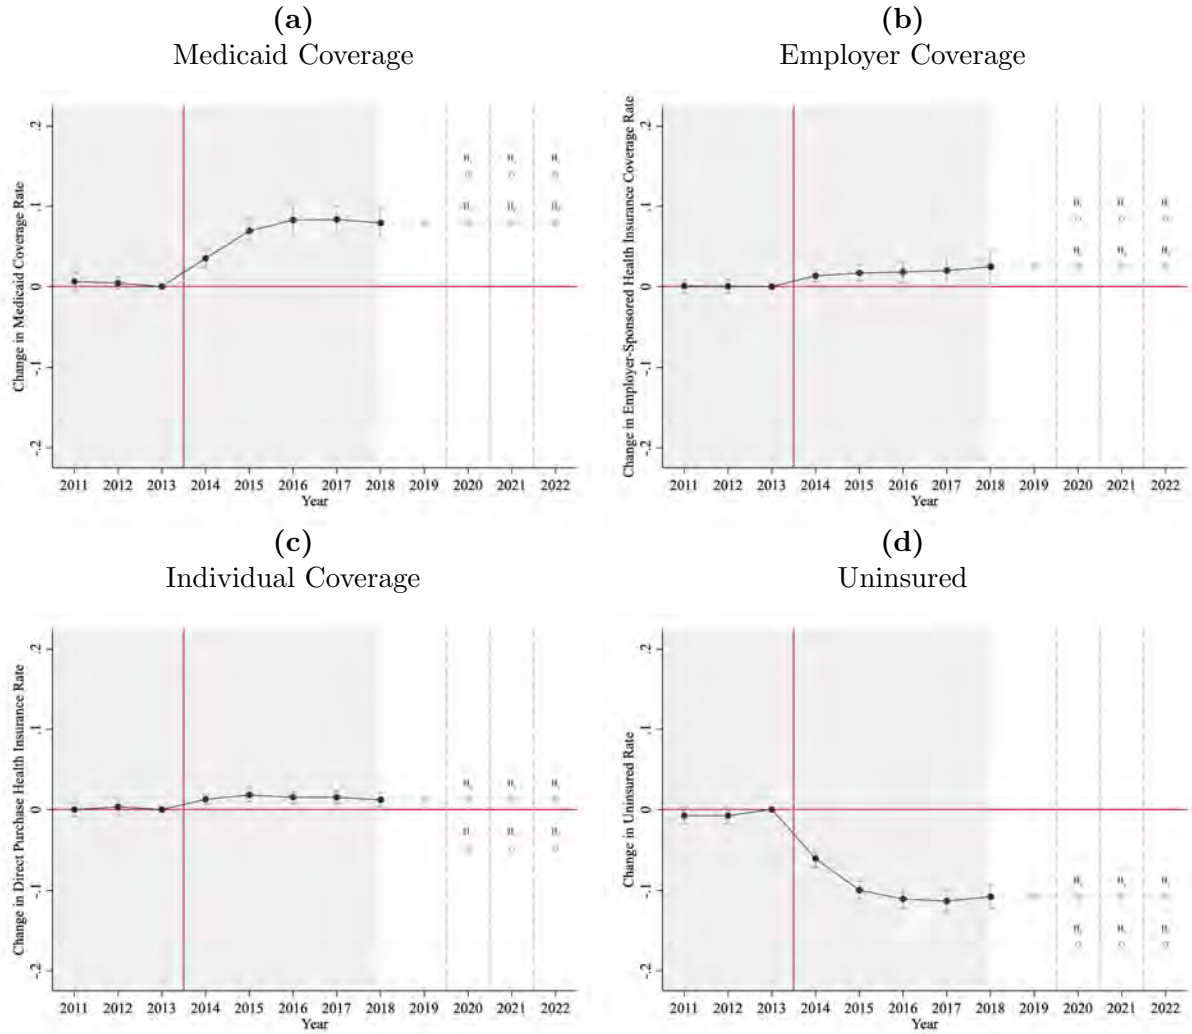 (a)
Medicaid Coverage
Change in Medicaid Coverage Rate
.2
.1
0
-.1
-.2
2011 2012 2013 2014 2015 2016 2017 2018 2019 2020 2021 2022
Year
(b)
Employer Coverage
Change in Employer-Sponsored Health Insurance Coverage Rate
.2
.1
0
-.1
-.2
2011 2012 2013 2014 2015 2016 2017 2018 2019 2020 2021 2022
Year
(c)
Individual Coverage
Change in Direct Purchase Health Insurance Rate
.2
.1
0
-.1
-.2
2011 2012 2013 2014 2015 2016 2017 2018 2019 2020 2021 2022
Year
(d)
Uninsured
Change in Uninsured Rate
.2
.1
0
-.1
-.2
2011 2012 2013 2014 2015 2016 2017 2018 2019 2020 2021 2022
Year